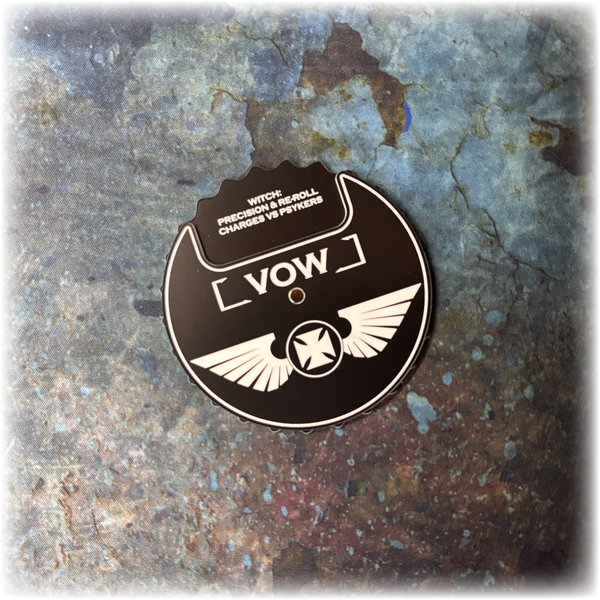 WITCH:
PRECISION & RE-ROLL
CHARGES VS PSYKERS
[VOW]